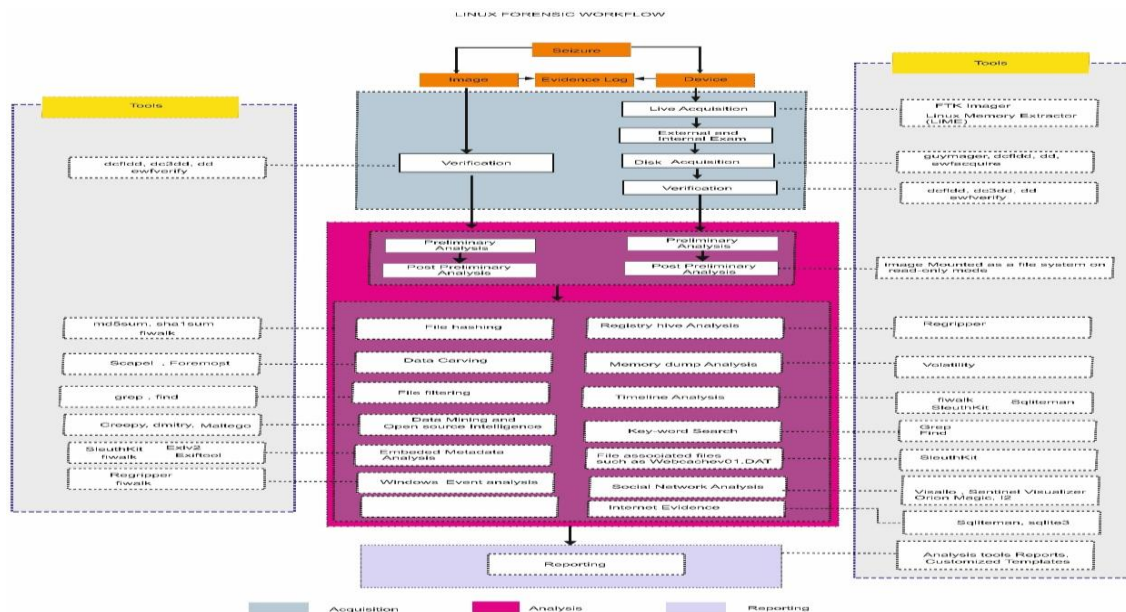 LINUX FORENSIC WORKFLOW
Seizure
Image
Evidence Log
Device
Tools
Tools
Live Acquisition
FTK Imager
Linux Memory Extractor
(LiME)
External and
Internal Exam
dcfldd, dc3dd, dd
ewfverify
Verification
Disk Acquisition
guymager, dcfldd, dd,
ewfacquire
Verification
dcfldd, dc3dd, dd
ewfverify
Preliminary
Analysis
Preliminary
Analysis
Post Preliminary
Analysis
Post Preliminary
Analysis
image Mounted as a file system on
read-only mods
md5sum, sha1sum
fiwalk
File hashing
Registry hive Analysis
Regripper
Scapel , Foremost
Data Carving
Memory dump Analysis
Volatility
grep , find
File filtering
Timeline Analysis
fiwalk Sqliteman
SleuthKit
Creepy, dmitry, Maltego
Data Mining and
Open source Intelligence
Key-word Search
Grep
Find
SleuthKit Exiv2
fiwalk Exiftool
Embeded Metadata
Analysis
File associated files
such as Webcachev01.DAT
SleuthKit
Regripper
fiwalk
Windows Event analysis
Social Network Analysis
Visallo , Sentinel Visualizer
Orion Magic, I2
Internet Evidence
Sqliteman, sqlite3
Reporting
Analysis tools Reports,
Customized Templates
Acquisition
Analysis
Reporting